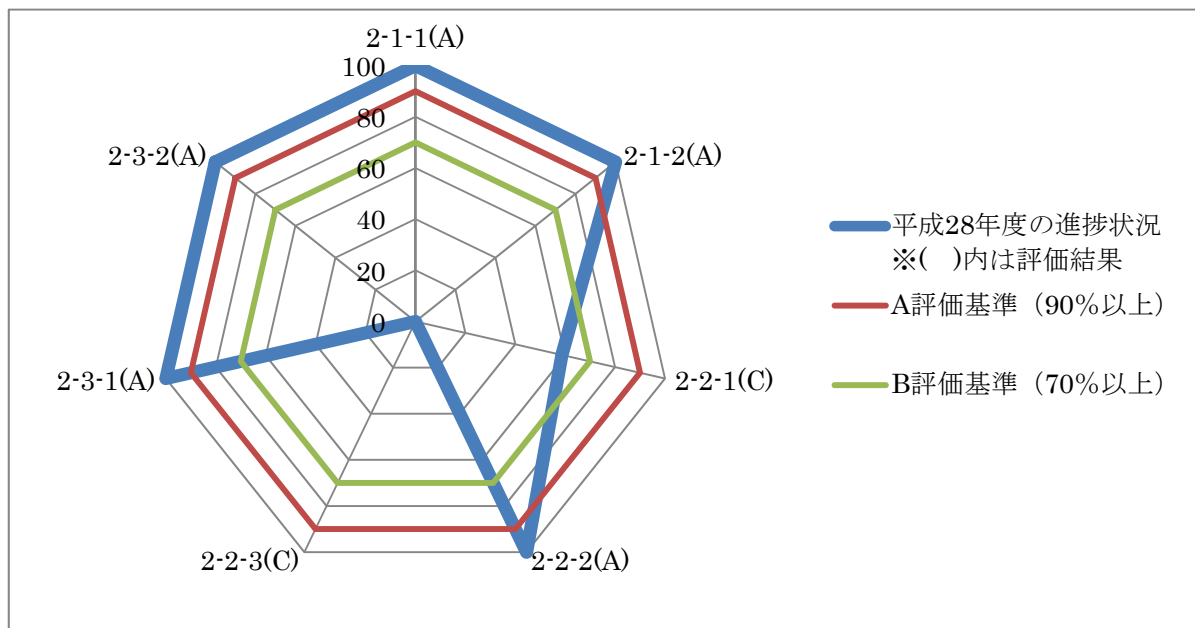 2-1-1(A)
100
80
60
40
20
0
2-1-2(A)
2-2-1(C)
2-2-2(A)
2-2-3(C)
2-3-1(A)
2-3-2(A)
平成28年度の進捗状況
※(　)内は評価結果
A評価基準（90％以上）
B評価基準（70％以上）